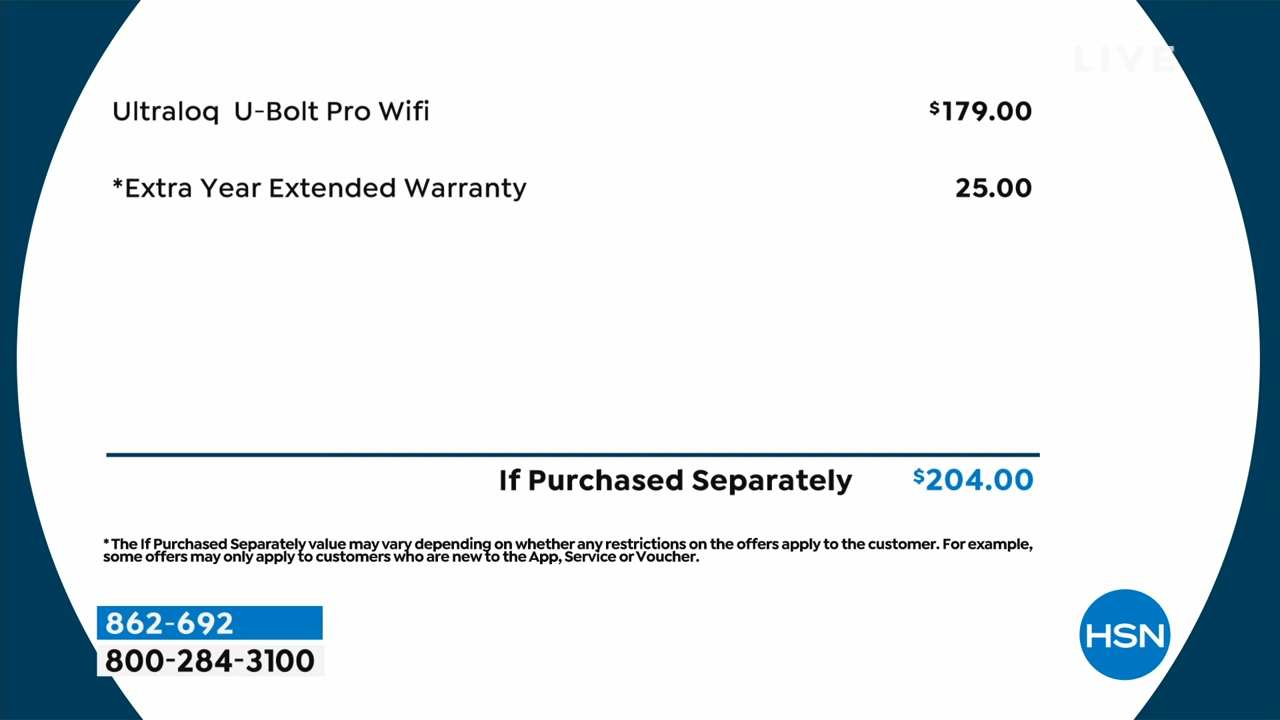 LIVE
Ultraloq U-Bolt Pro Wifi $179.00
*Extra Year Extended Warranty 25.00
If Purchased Separately $204.00
* The If Purchased Separately value may vary depending on whether any restrictions on the offers apply to the customer. For example,
some offers may only apply to customers who are new to the App, Service or Voucher.
862-692
800-284-3100
HSN